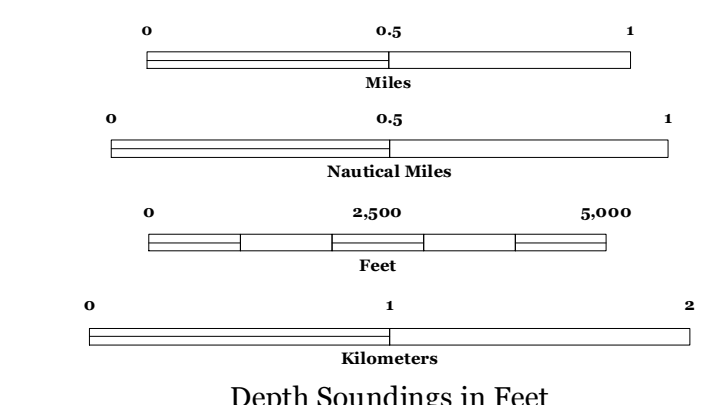 0 0.5 1
Miles
0 0.5 1
Nautical Miles
0 2,500 5,000
Feet
0 1 2
Kilometers
Depth Soundings in Feet